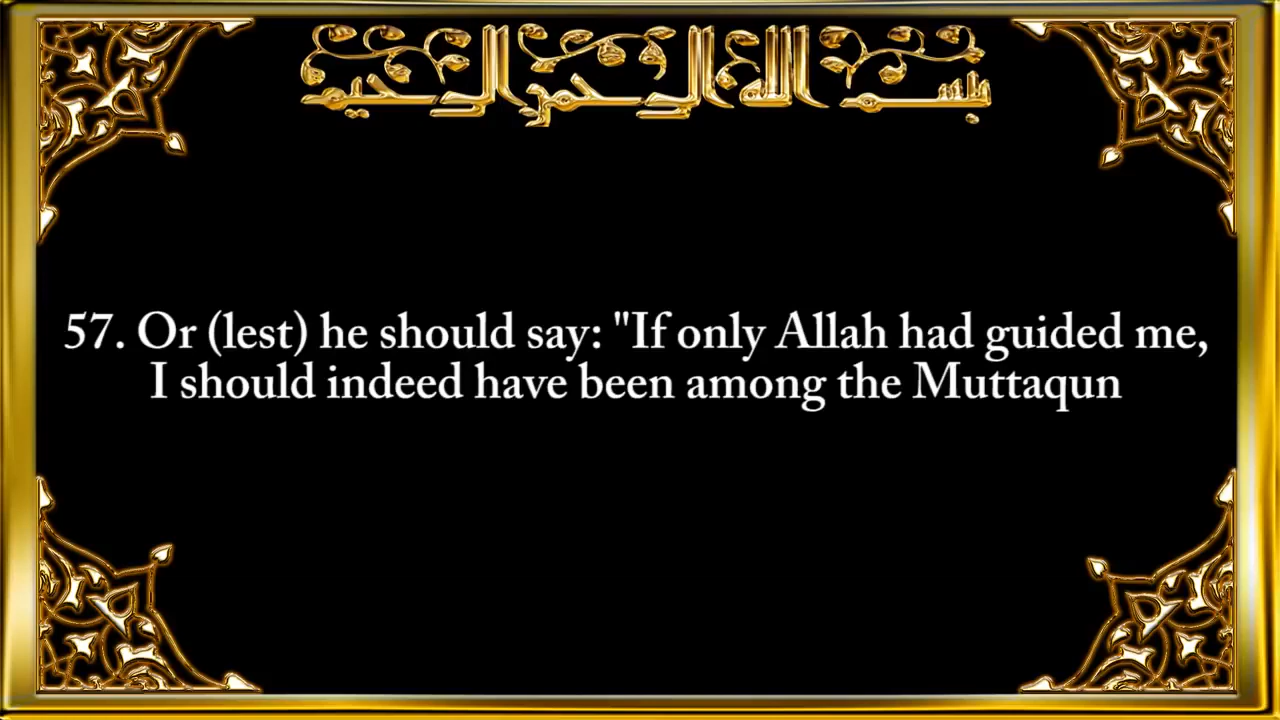 بسم الله الرحمن الرحيم
57. Or (lest) he should say: "If only Allah had guided me,
I should indeed have been among the Muttaqun